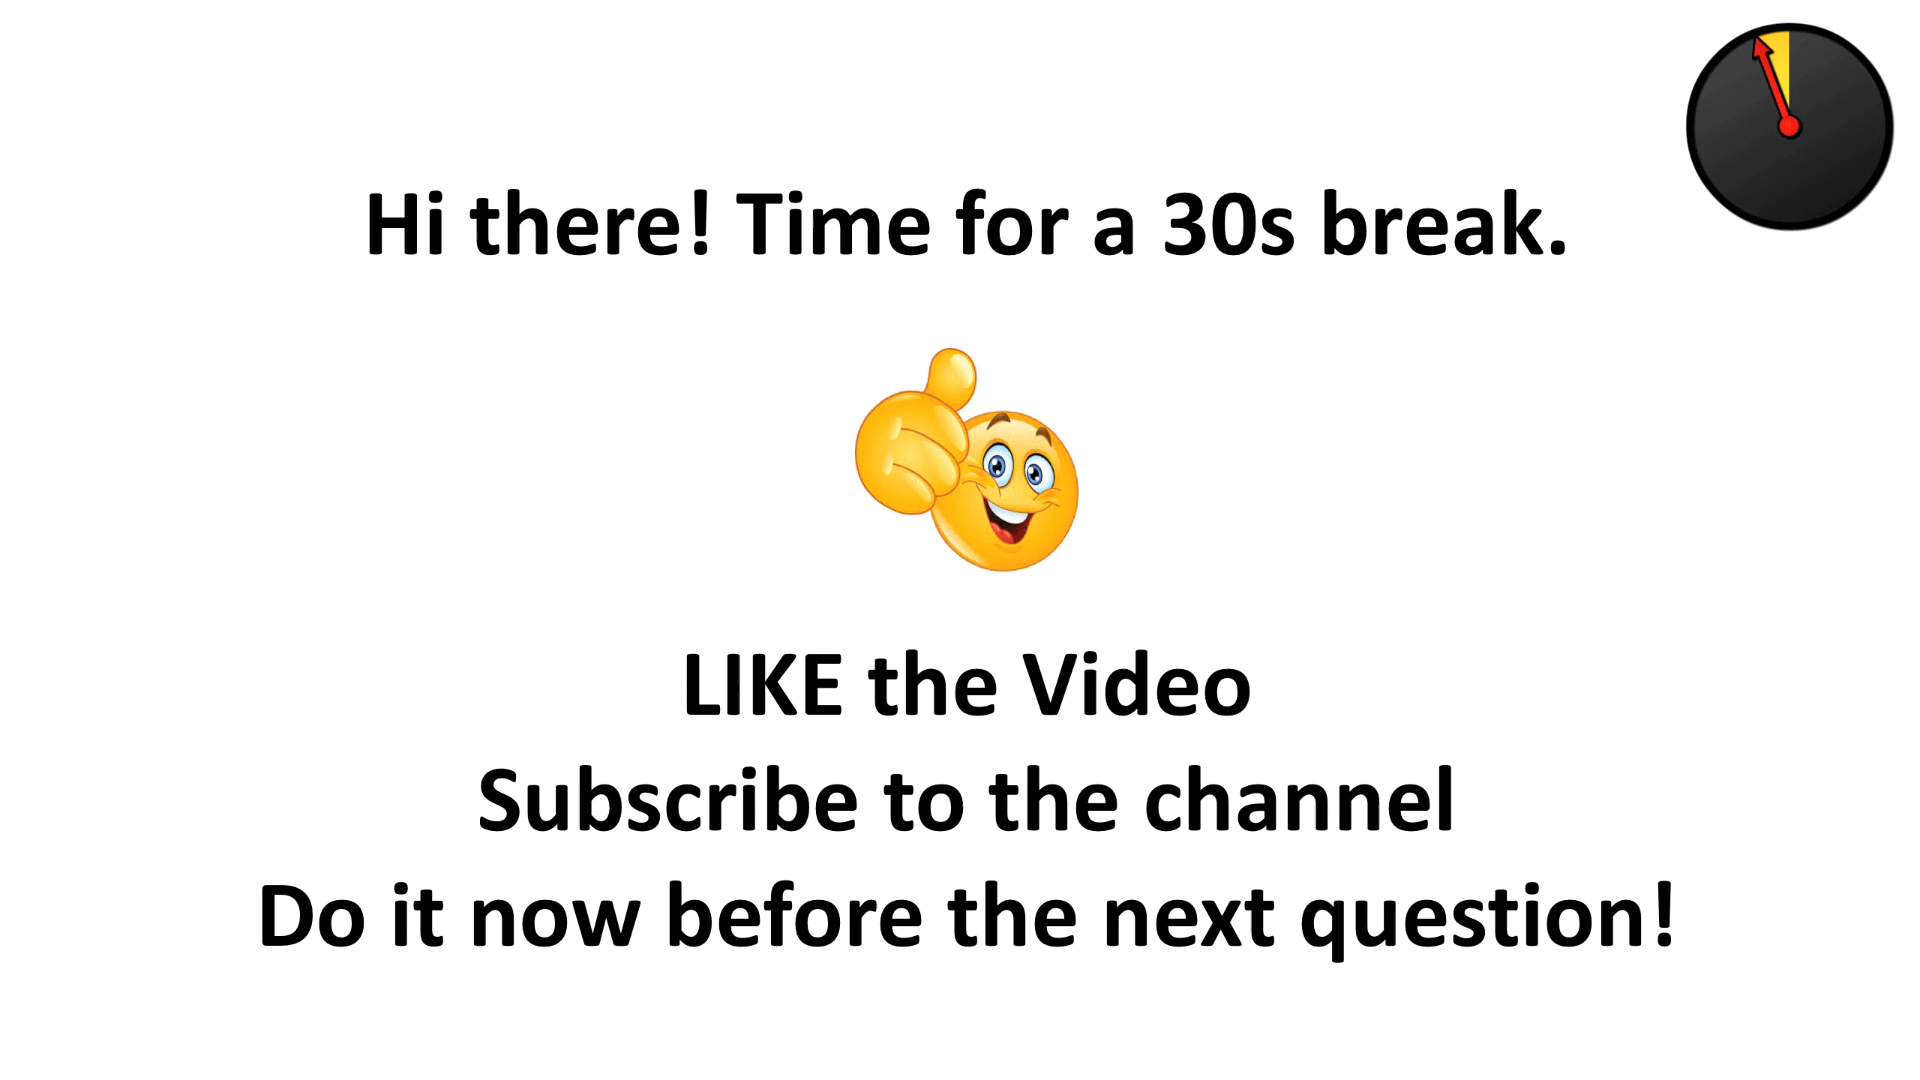 Hi there! Time for a 30s break.
LIKE the Video
Subscribe to the channel
Do it now before the next question!